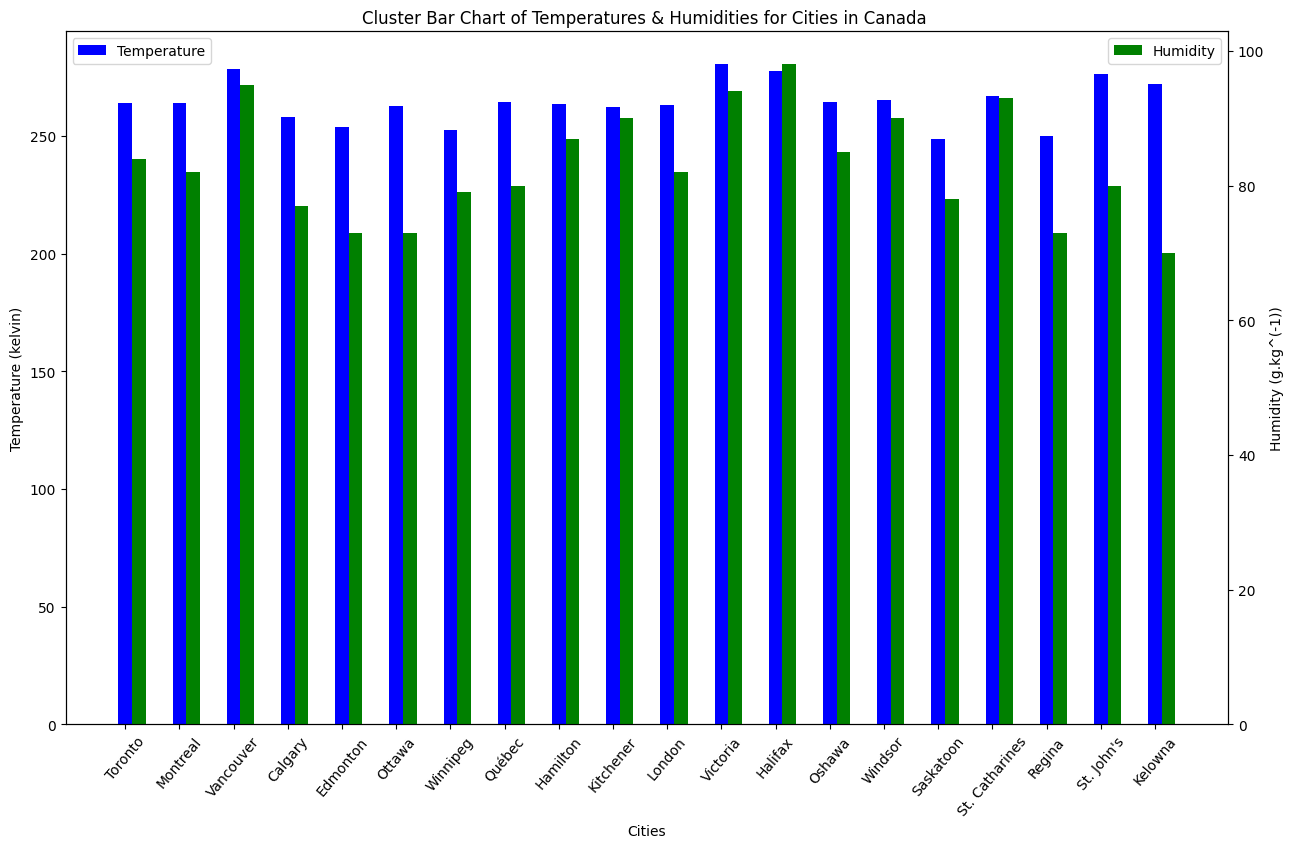 Cluster Bar Chart of Temperatures & Humidities for Cities in Canada
Temperature
Humidity
Temperature (kelvin)
250
200
150
100
50
0
100
80
60
40
20
0
Humidity (g.kg^(-1))
Toronto
Montreal
Vancouver
Calgary
Edmonton
Ottawa
Winnipeg
Québec
Hamilton
Kitchener
London
Victoria
Halifax
Oshawa
Windsor
Saskatoon
St. Catharines
Regina
St. John's
Kelowna
Cities